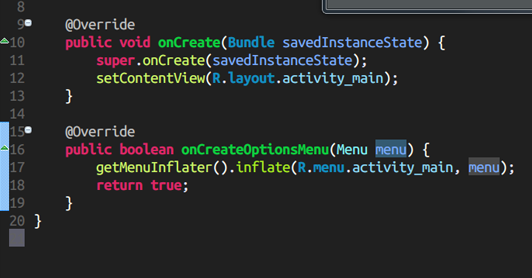 8
9 @Override
10 public void onCreate(Bundle savedInstanceState) {
11 super.onCreate(savedInstanceState);
12 setContentView(R.layout.activity_main);
13 }
14
15 @Override
16 public boolean onCreateOptionsMenu(Menu menu) {
17 getMenuInflater().inflate(R.menu.activity_main, menu);
18 return true;
19 }
20 }